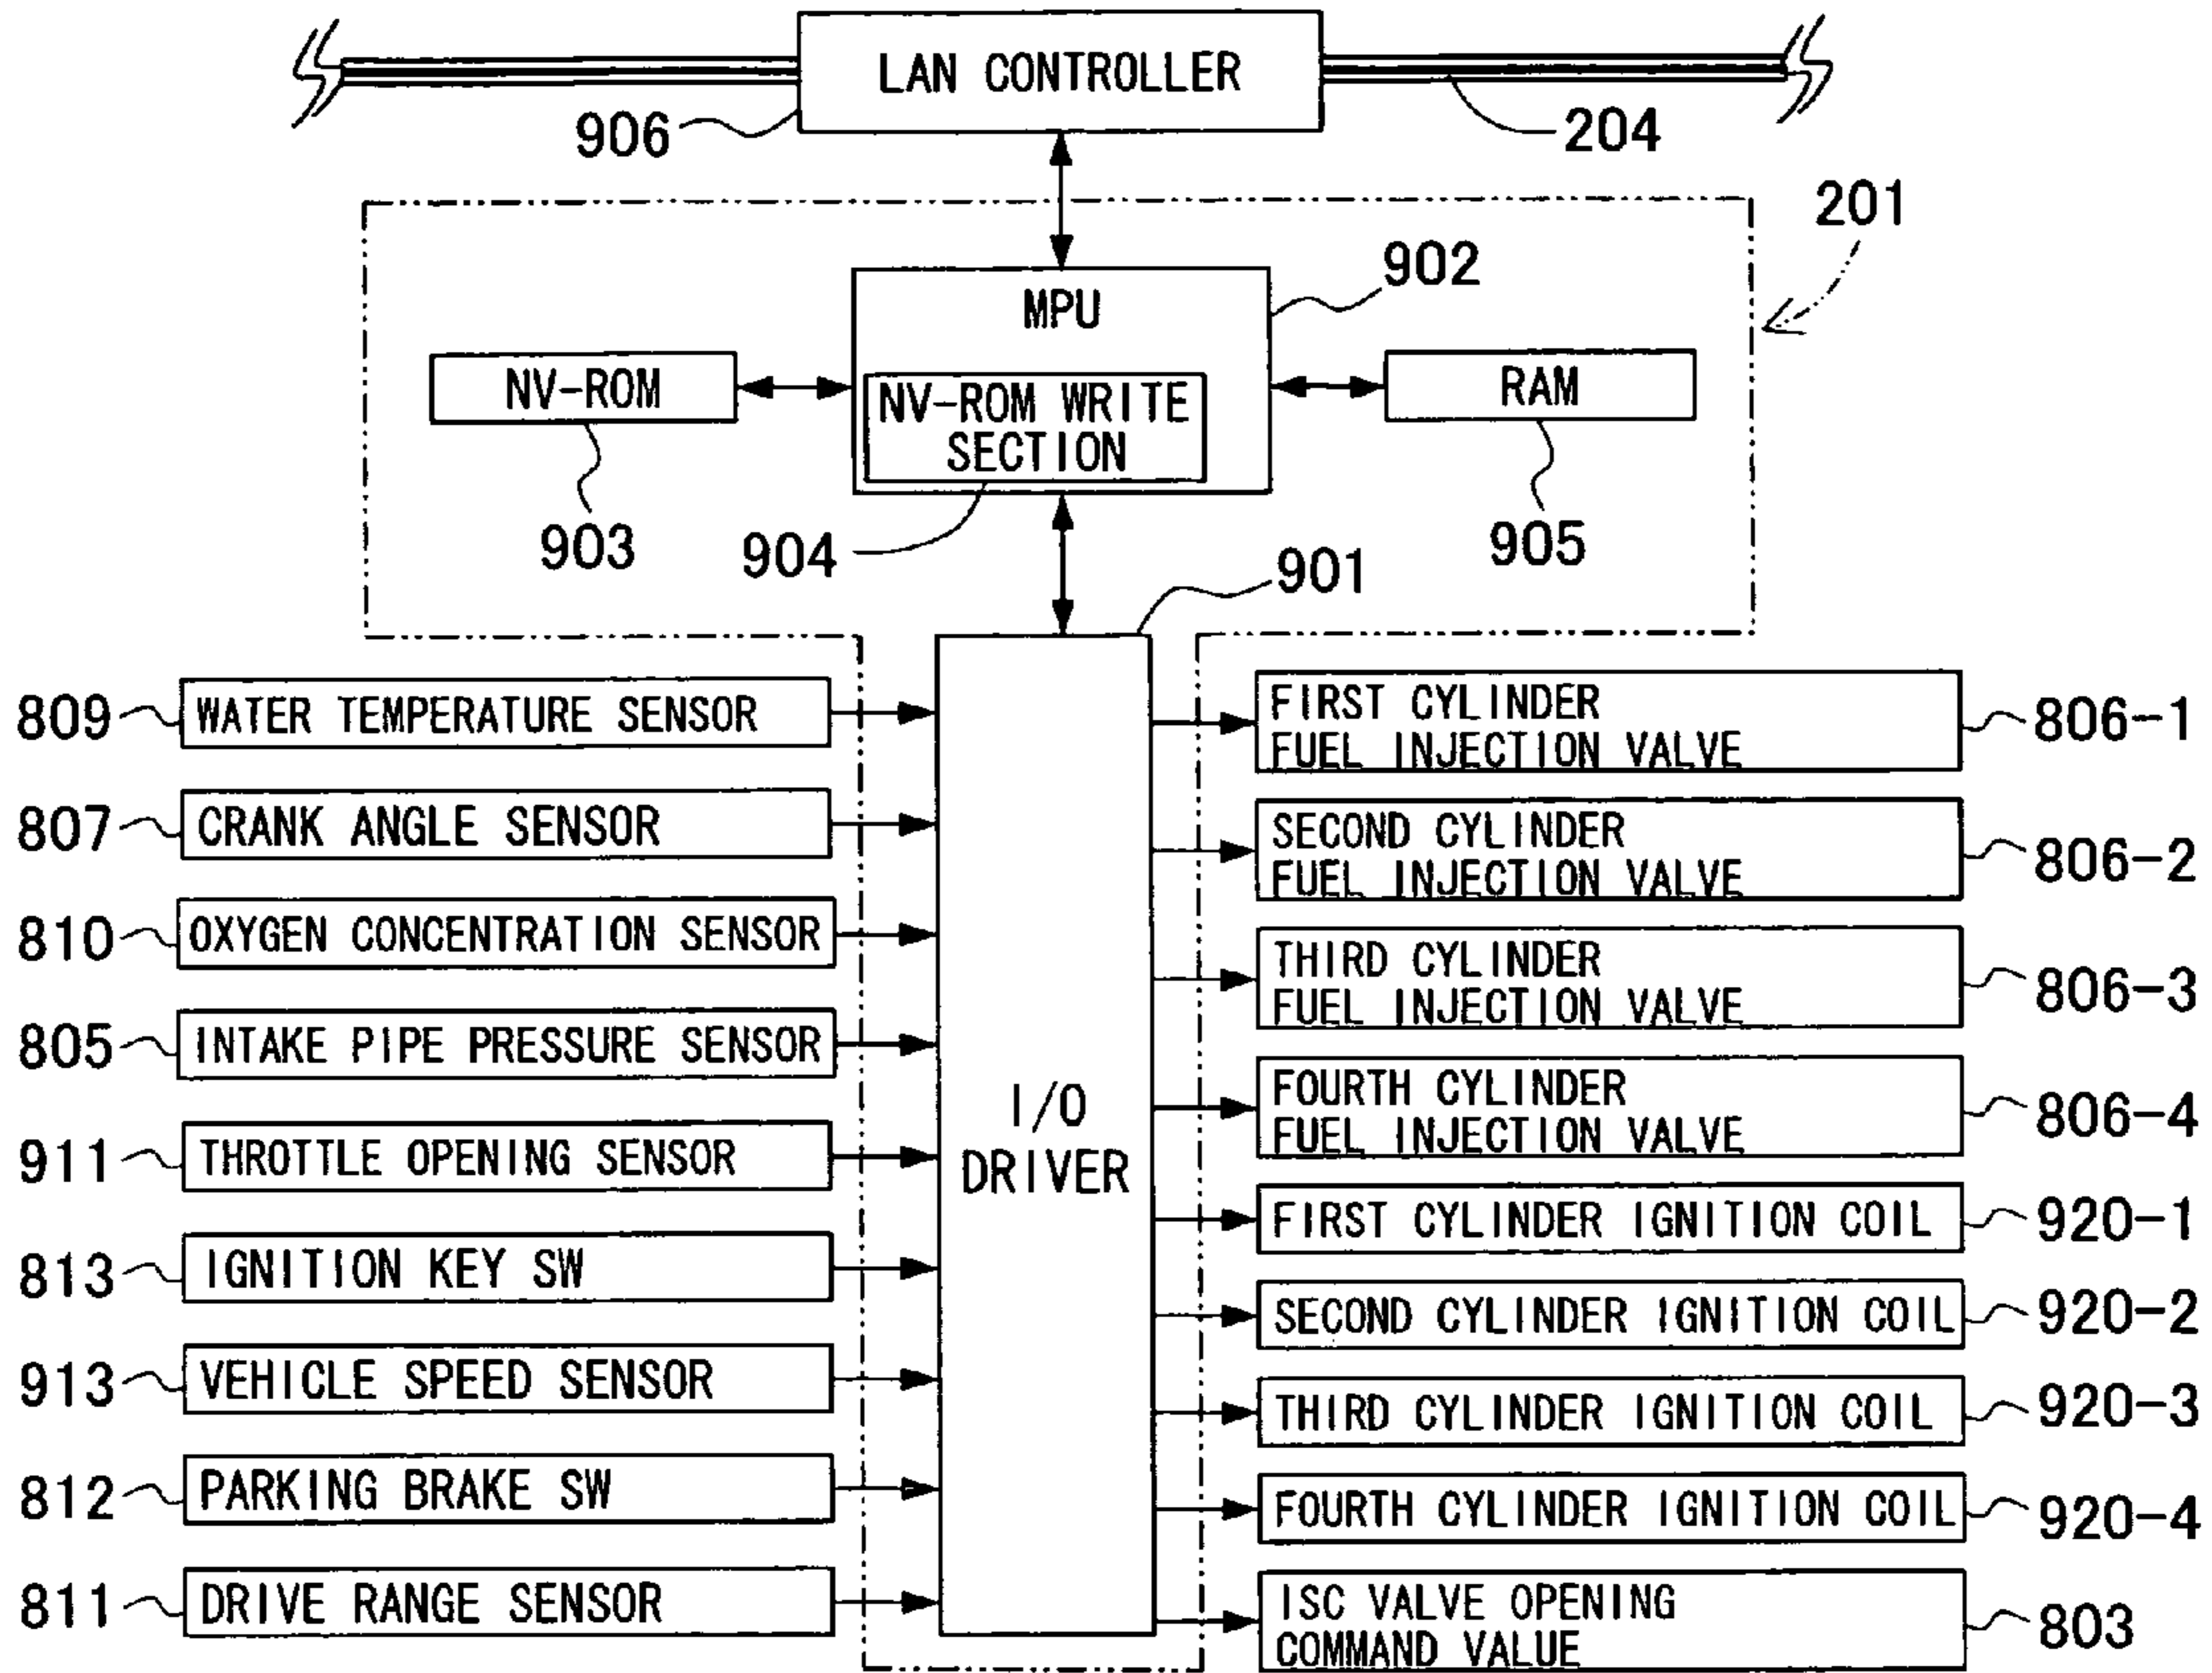 LAN CONTROLLER
906
204
201
MPU
902
NV-ROM
NV-ROM WRITE
SECTION
RAM
903
904
905
901
I/O
DRIVER
809
WATER TEMPERATURE SENSOR
807
CRANK ANGLE SENSOR
810
OXYGEN CONCENTRATION SENSOR
805
INTAKE PIPE PRESSURE SENSOR
911
THROTTLE OPENING SENSOR
813
IGNITION KEY SW
913
VEHICLE SPEED SENSOR
812
PARKING BRAKE SW
811
DRIVE RANGE SENSOR
FIRST CYLINDER
FUEL INJECTION VALVE
806-1
SECOND CYLINDER
FUEL INJECTION VALVE
806-2
THIRD CYLINDER
FUEL INJECTION VALVE
806-3
FOURTH CYLINDER
FUEL INJECTION VALVE
806-4
FIRST CYLINDER IGNITION COIL
920-1
SECOND CYLINDER IGNITION COIL
920-2
THIRD CYLINDER IGNITION COIL
920-3
FOURTH CYLINDER IGNITION COIL
920-4
ISC VALVE OPENING
COMMAND VALUE
803